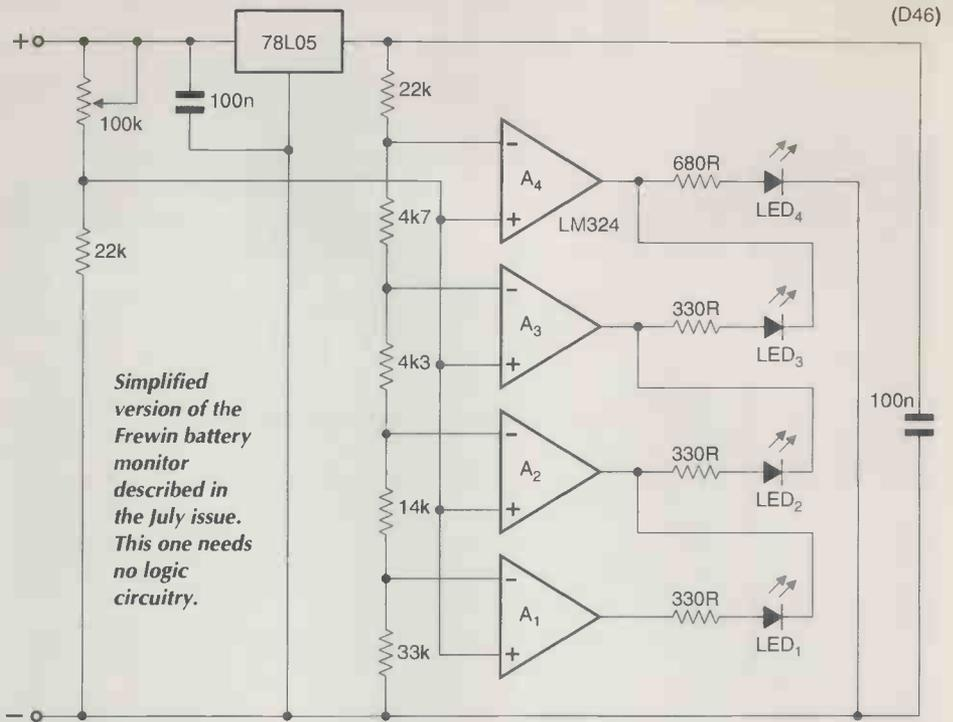 (D46)
+
78L05
22k
100n
100k
−
A4
+
LM324
680R
LED4
4k7
22k
−
A3
+
330R
LED3
4k3
100n
Simplified
version of the
Frewin battery
monitor
described in
the July issue.
This one needs
no logic
circuitry.
−
A2
+
330R
LED2
14k
−
A1
+
330R
LED1
33k
−